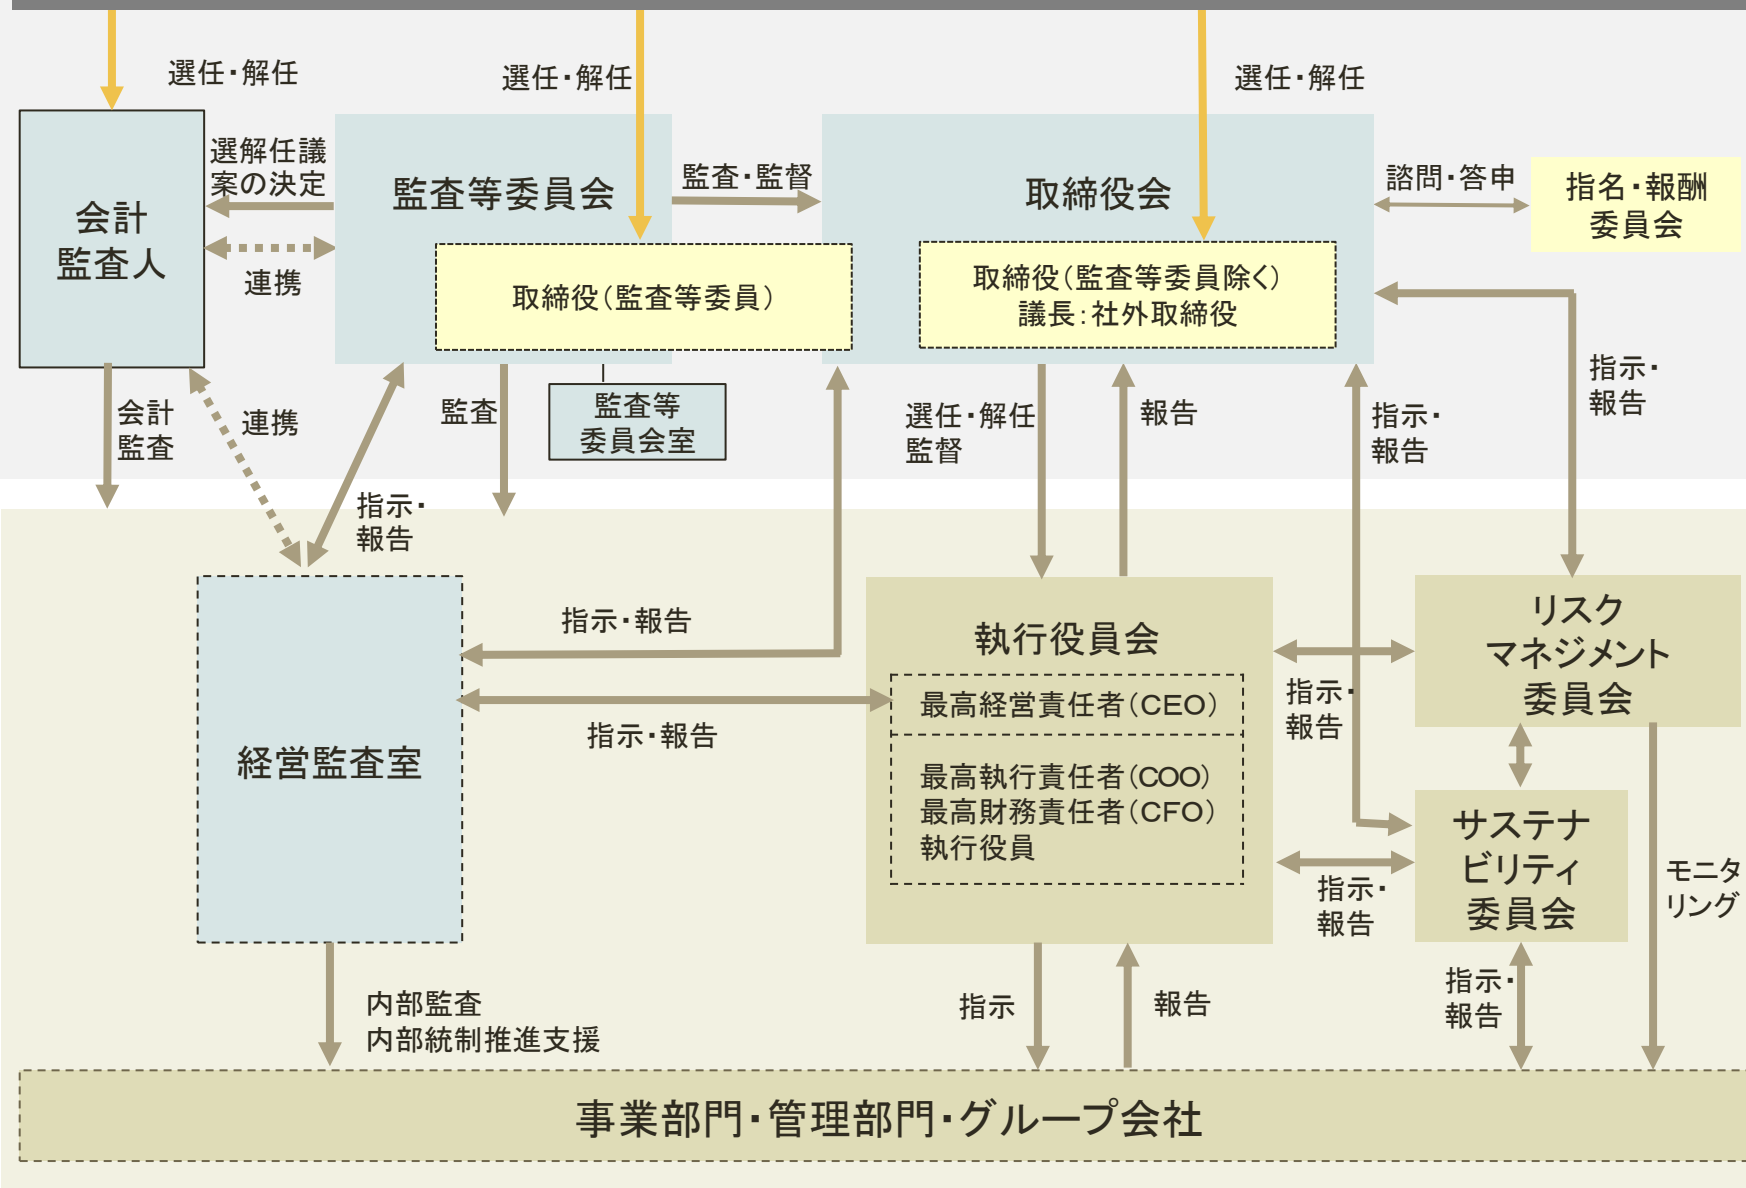 選任・解任
選任・解任
選任・解任
選解任議
案の決定
監査等委員会
監査・監督
取締役会
諮問・答申
指名・報酬
委員会
会計
監査人
連携
取締役（監査等委員）
取締役（監査等委員除く）
議長：社外取締役
会計
監査
連携
監査
監査等
委員会室
選任・解任
監督
報告
指示・
報告
指示・
報告
指示・
報告
指示・報告
執行役員会
リスク
マネジメント
委員会
指示・報告
最高経営責任者（CEO）
指示・
報告
経営監査室
最高執行責任者（COO）
最高財務責任者（CFO）
執行役員
サステナ
ビリティ
委員会
指示・
報告
モニタ
リング
内部監査
内部統制推進支援
指示
報告
指示・
報告
事業部門・管理部門・グループ会社